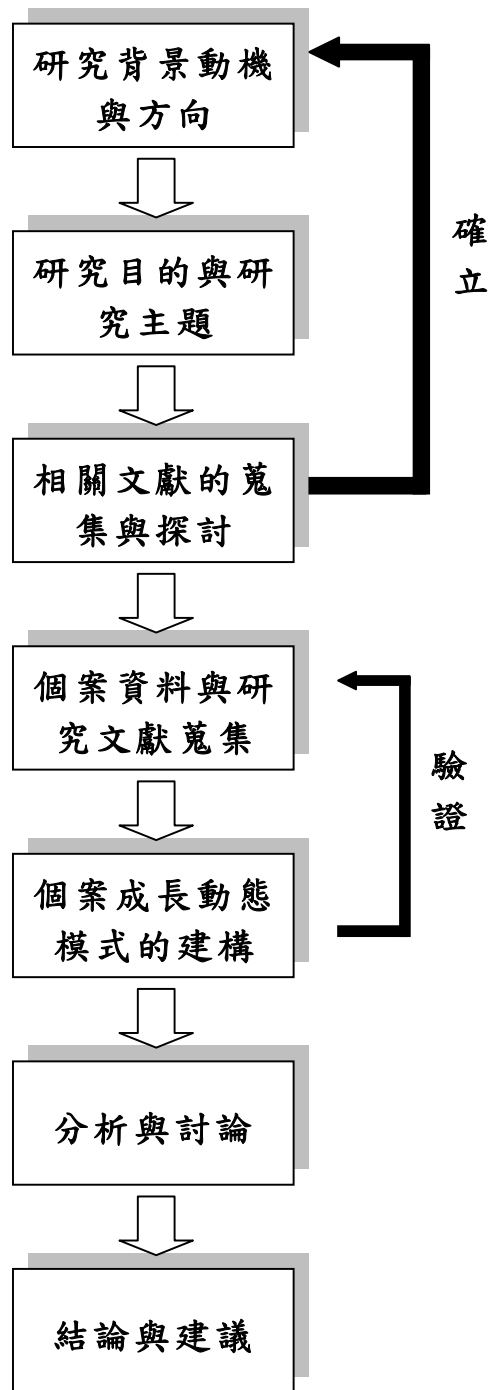 研究背景動機
與方向
確
立
研究目的與研
究主題
相關文獻的蒐
集與探討
個案資料與研
究文獻蒐集
驗
證
個案成長動態
模式的建構
分析與討論
結論與建議